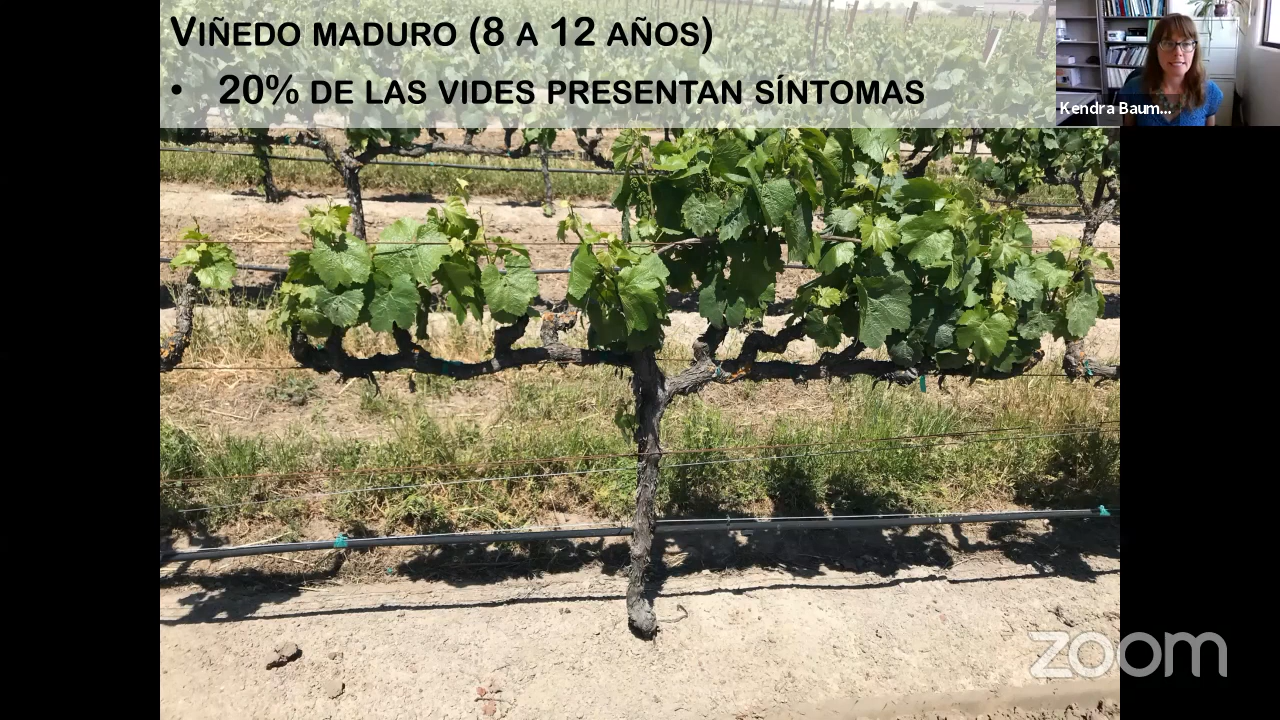 VIÑEDO MADURO (8 A 12 AÑOS)
• 20% DE LAS VIDES PRESENTAN SÍNTOMAS
Kendra Baum...
zoom